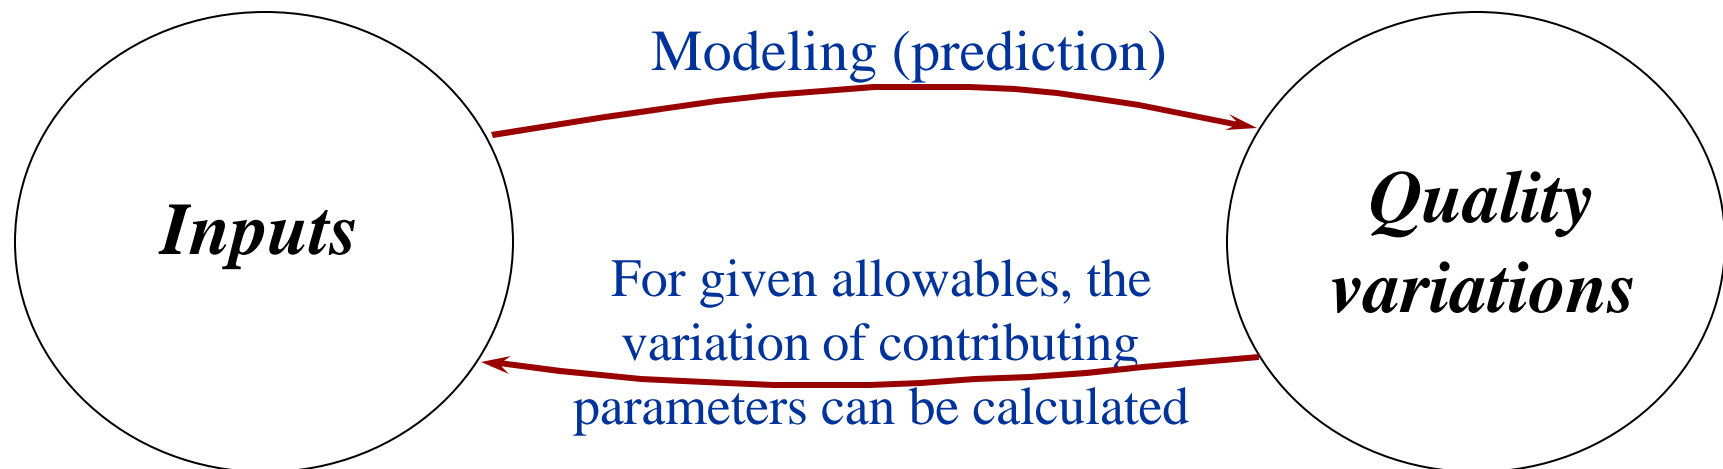 Modeling (prediction)
Inputs
Quality
variations
For given allowables, the
variation of contributing
parameters can be calculated